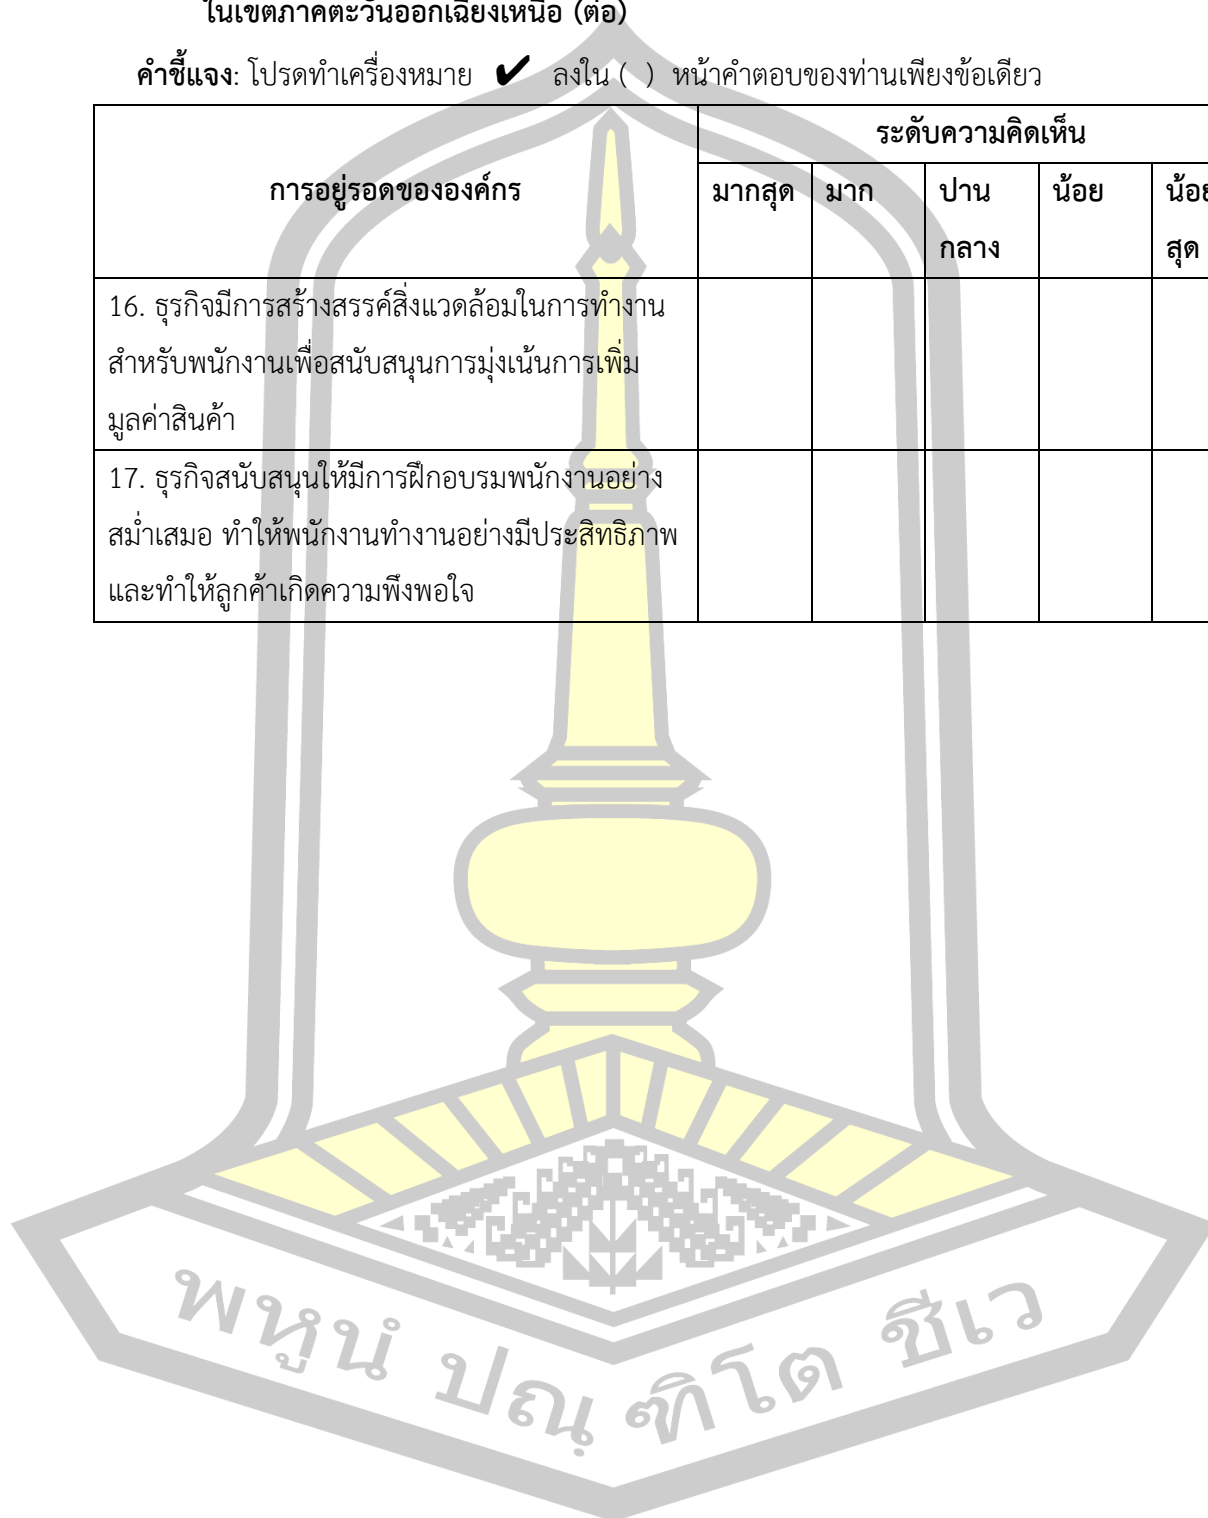 ในเขตภาคตะวันออกเฉียงเหนือ (ต่อ)
คำชี้แจง: โปรดทำเครื่องหมาย ✔ ลงใน ( ) หน้าคำตอบของท่านเพียงข้อเดียว
การอยู่รอดขององค์กร
ระดับความคิดเห็น
มากสุด มาก ปาน น้อย น้อย
กลาง สุด
16. ธุรกิจมีการสร้างสรรค์สิ่งแวดล้อมในการทำงาน
สำหรับพนักงานเพื่อสนับสนุนการมุ่งเน้นการเพิ่ม
มูลค่าสินค้า
17. ธุรกิจสนับสนุนให้มีการฝึกอบรมพนักงานอย่าง
สม่ำเสมอ ทำให้พนักงานทำงานอย่างมีประสิทธิภาพ
และทำให้ลูกค้าเกิดความพึงพอใจ
พหูนํ ปณฺฑิโต ชีเว